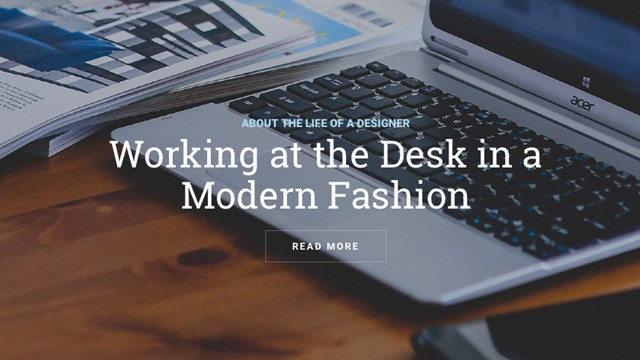 ABOUT THE LIFE OF A DESIGNER
Working at the Desk in a
Modern Fashion
READ MORE
acer